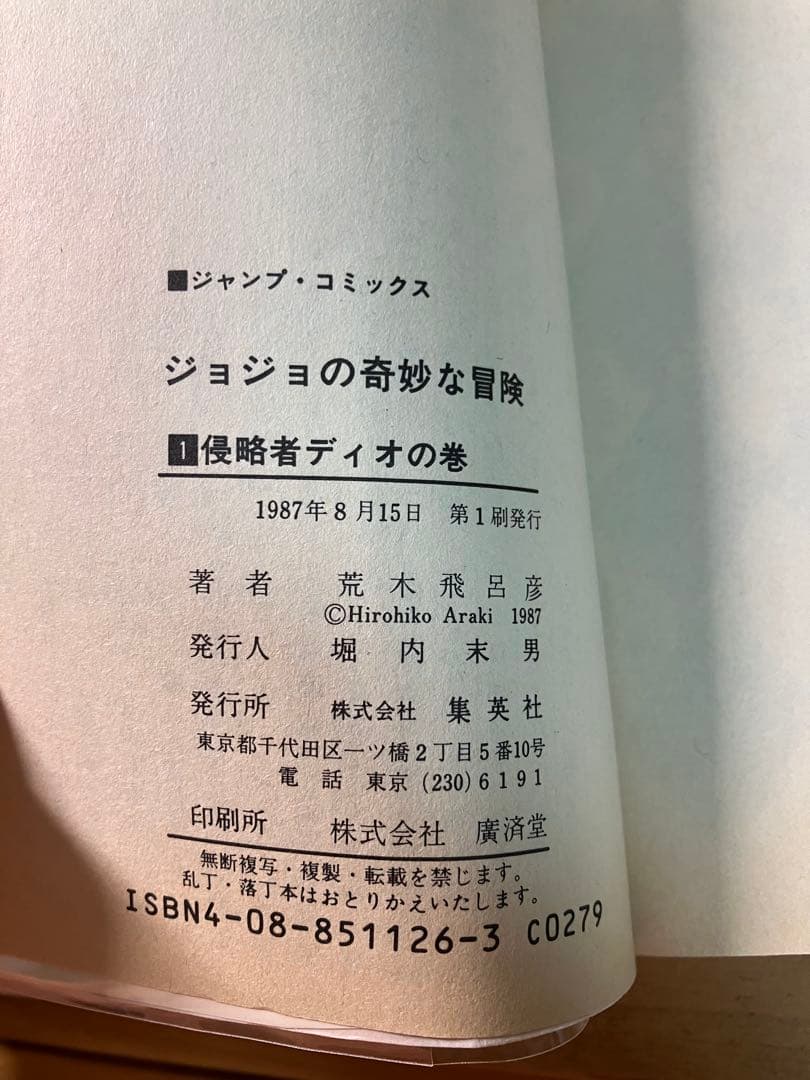 ■ジャンプ・コミックス
ジョジョの奇妙な冒険
1侵略者ディオの巻
1987年8月15日 第1刷発行
著者 荒木飛呂彦
©Hirohiko Araki 1987
発行人 堀内末男
発行所 株式会社 集英社
東京都千代田区一ツ橋2丁目5番10号
電話 東京 (230) 6191
印刷所 株式会社 廣済堂
無断複写・複製・転載を禁じます。
乱丁・落丁本はおとりかえいたします。
ISBN4-08-851126-3 C0279